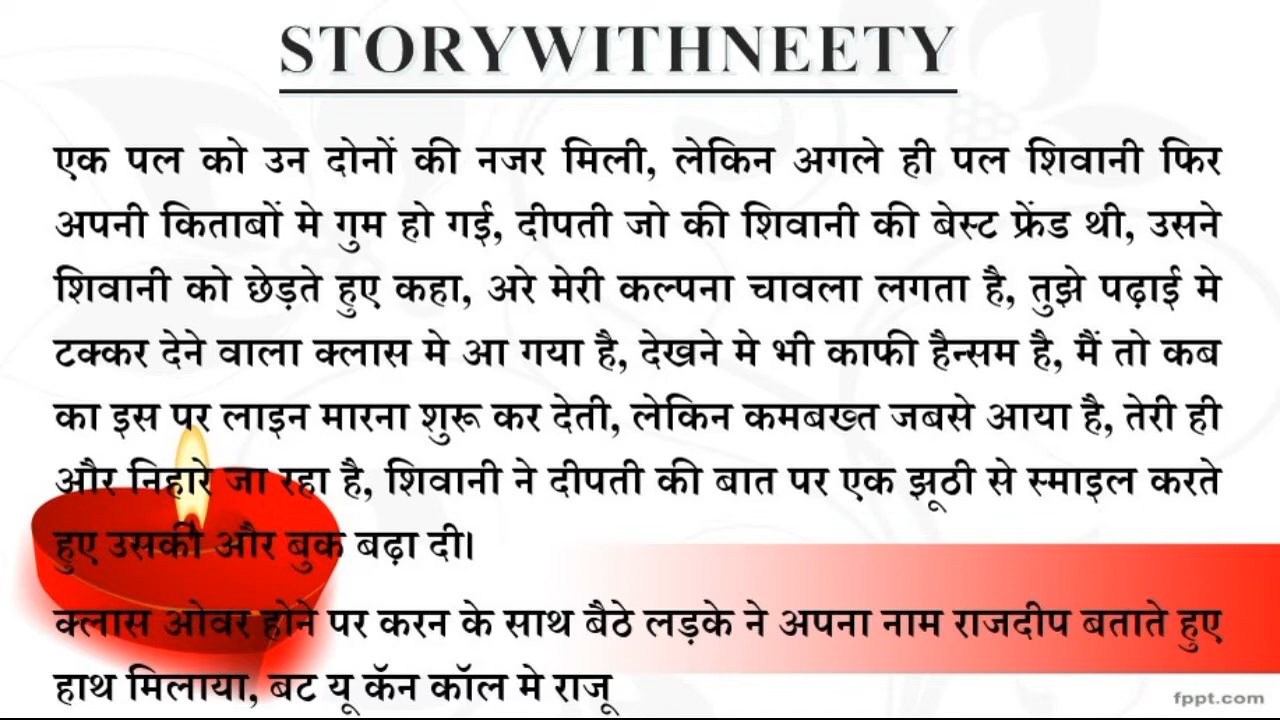 STORYWITHNEETY
एक पल को उन दोनों की नजर मिली, लेकिन अगले ही पल शिवानी फिर
अपनी किताबों मे गुम हो गई, दीपती जो की शिवानी की बेस्ट फ्रेंड थी, उसने
शिवानी को छेड़ते हुए कहा, अरे मेरी कल्पना चावला लगता है, तुझे पढ़ाई मे
टक्कर देने वाला क्लास मे आ गया है, देखने मे भी काफी हैन्सम है, मैं तो कब
का इस पर लाइन मारना शुरू कर देती, लेकिन कमबख्त जबसे आया है, तेरी ही
और निहारे जा रहा है, शिवानी ने दीपती की बात पर एक झूठी से स्माइल करते
हुए उसकी और बुक बढ़ा दी।
क्लास ओवर होने पर करन के साथ बैठे लड़के ने अपना नाम राजदीप बताते हुए
हाथ मिलाया, बट यू कॅन कॉल मे राजू
fppt.com